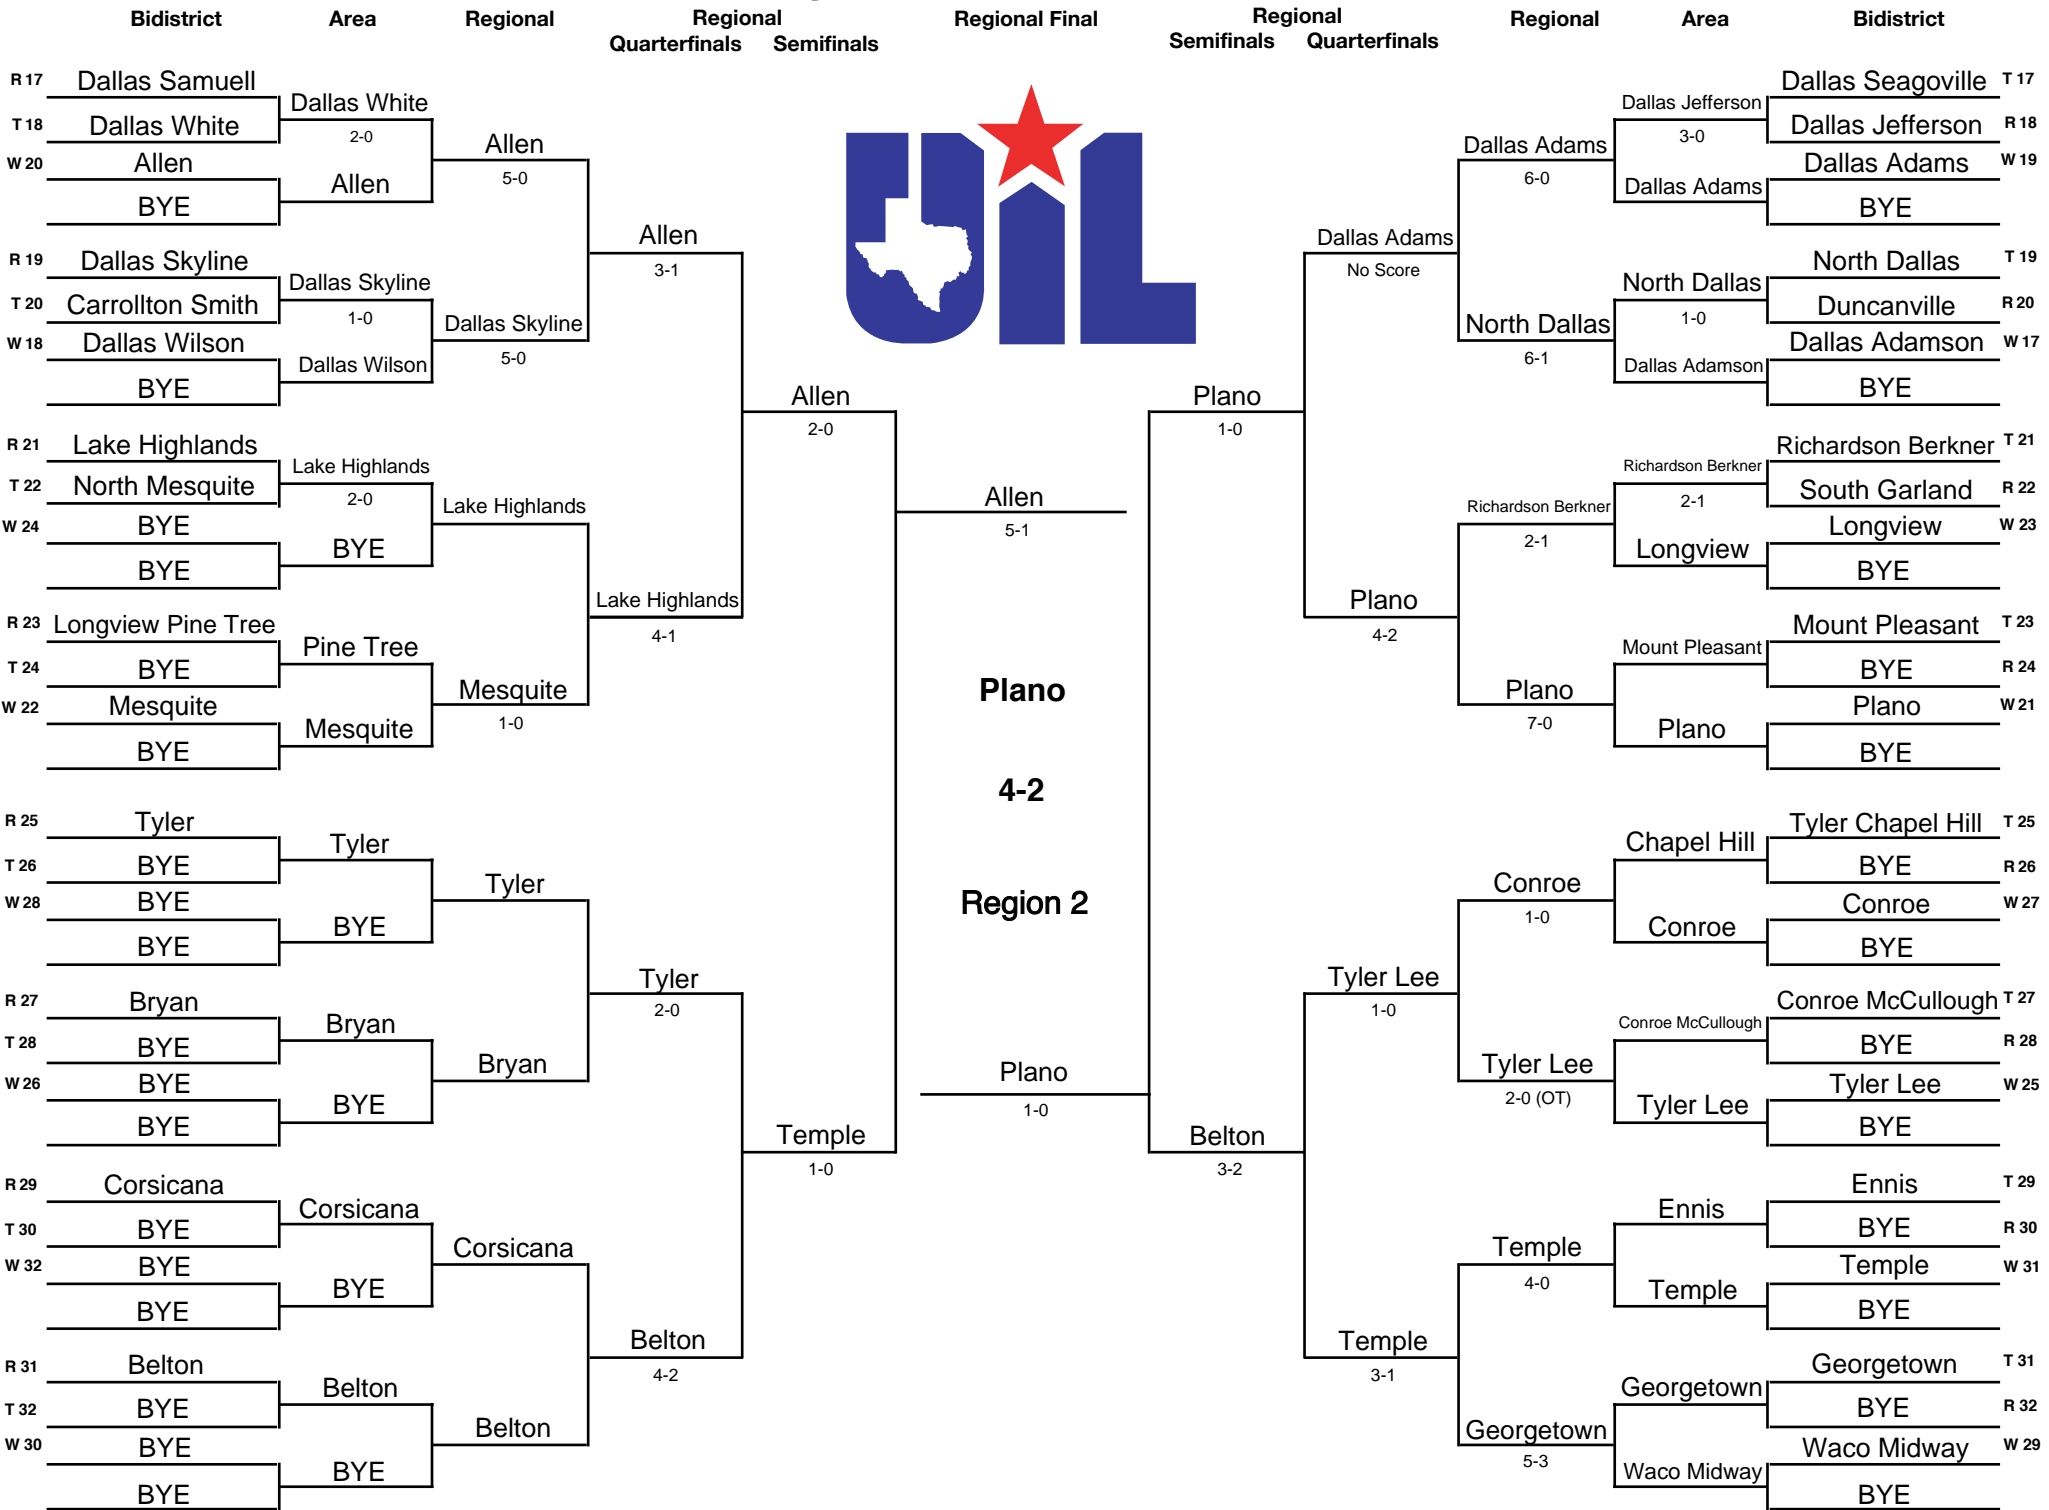 Bidistrict Area Regional Regional Quarterfinals Semifinals Regional Final Regional Semifinals Quarterfinals Regional Area Bidistrict
R 17 Dallas Samuell
Dallas White
2-0
T 18 Dallas White
Allen
5-0
W 20 Allen
Allen
BYE
Allen
3-1
R 19 Dallas Skyline
Dallas Skyline
1-0
T 20 Carrollton Smith
Dallas Skyline
5-0
W 18 Dallas Wilson
Dallas Wilson
BYE
Allen
2-0
R 21 Lake Highlands
Lake Highlands
2-0
T 22 North Mesquite
Lake Highlands
W 24 BYE
BYE
BYE
Lake Highlands
4-1
R 23 Longview Pine Tree
Pine Tree
T 24 BYE
Mesquite
1-0
W 22 Mesquite
Mesquite
BYE
Allen
5-1
R 25 Tyler
Tyler
T 26 BYE
Tyler
W 28 BYE
BYE
BYE
Tyler
2-0
R 27 Bryan
Bryan
T 28 BYE
Bryan
W 26 BYE
BYE
BYE
Temple
1-0
R 29 Corsicana
Corsicana
T 30 BYE
Corsicana
W 32 BYE
BYE
BYE
Belton
4-2
R 31 Belton
Belton
T 32 BYE
Belton
W 30 BYE
BYE
BYE
UIL
Plano
4-2
Region 2
Plano
1-0
Dallas Seagoville T 17
Dallas Jefferson
3-0
Dallas Jefferson R 18
Dallas Adams
6-0
Dallas Adams W 19
Dallas Adams
BYE
Dallas Adams
No Score
North Dallas T 19
North Dallas
1-0
Duncanville R 20
North Dallas
6-1
Dallas Adamson W 17
Dallas Adamson
BYE
Plano
1-0
Richardson Berkner T 21
Richardson Berkner
2-1
South Garland R 22
Richardson Berkner
2-1
Longview W 23
Longview
BYE
Plano
4-2
Mount Pleasant T 23
Mount Pleasant
BYE R 24
Plano
7-0
Plano W 21
Plano
BYE
Tyler Chapel Hill T 25
Chapel Hill
BYE R 26
Conroe
1-0
Conroe W 27
Conroe
BYE
Tyler Lee
1-0
Conroe McCullough T 27
Conroe McCullough
BYE R 28
Tyler Lee
2-0 (OT)
Tyler Lee W 25
Tyler Lee
BYE
Belton
3-2
Ennis T 29
Ennis
BYE R 30
Temple
4-0
Temple W 31
Temple
BYE
Temple
3-1
Georgetown T 31
Georgetown
BYE R 32
Georgetown
5-3
Waco Midway W 29
Waco Midway
BYE